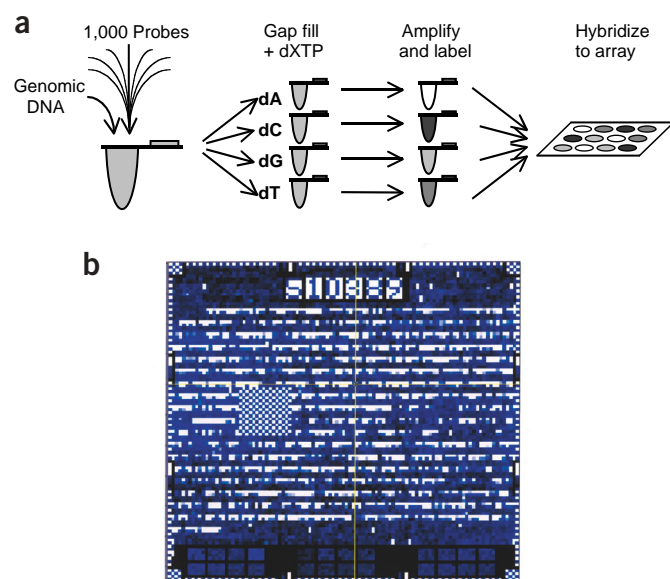 a
1,000 Probes
Gap fill
+ dXTP
Amplify
and label
Hybridize
to array
Genomic
DNA
dA
dC
dG
dT
b